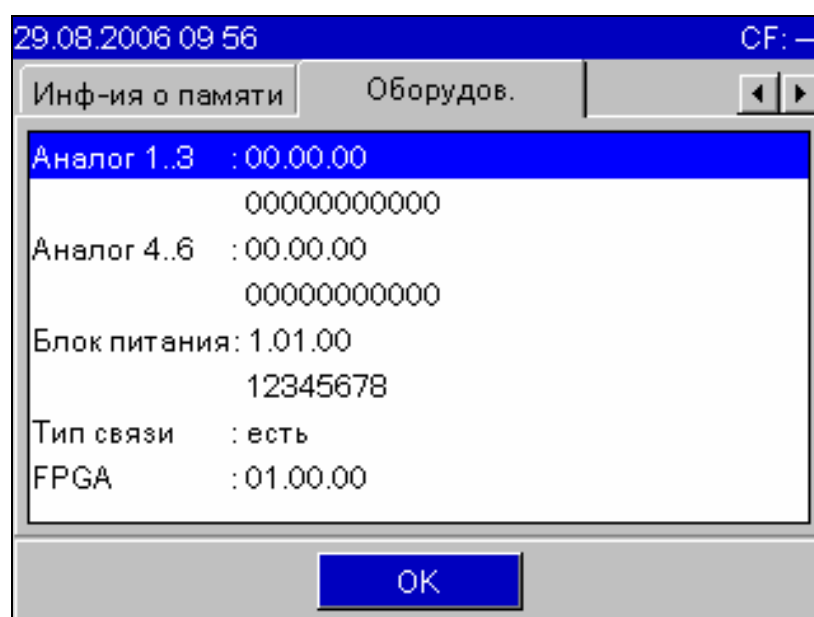 29.08.2006 09 56 CF: –
Инф-ия о памяти Оборудов.
Аналог 1..3 : 00.00.00
00000000000
Аналог 4..6 : 00.00.00
00000000000
Блок питания: 1.01.00
12345678
Тип связи : есть
FPGA : 01.00.00
OK